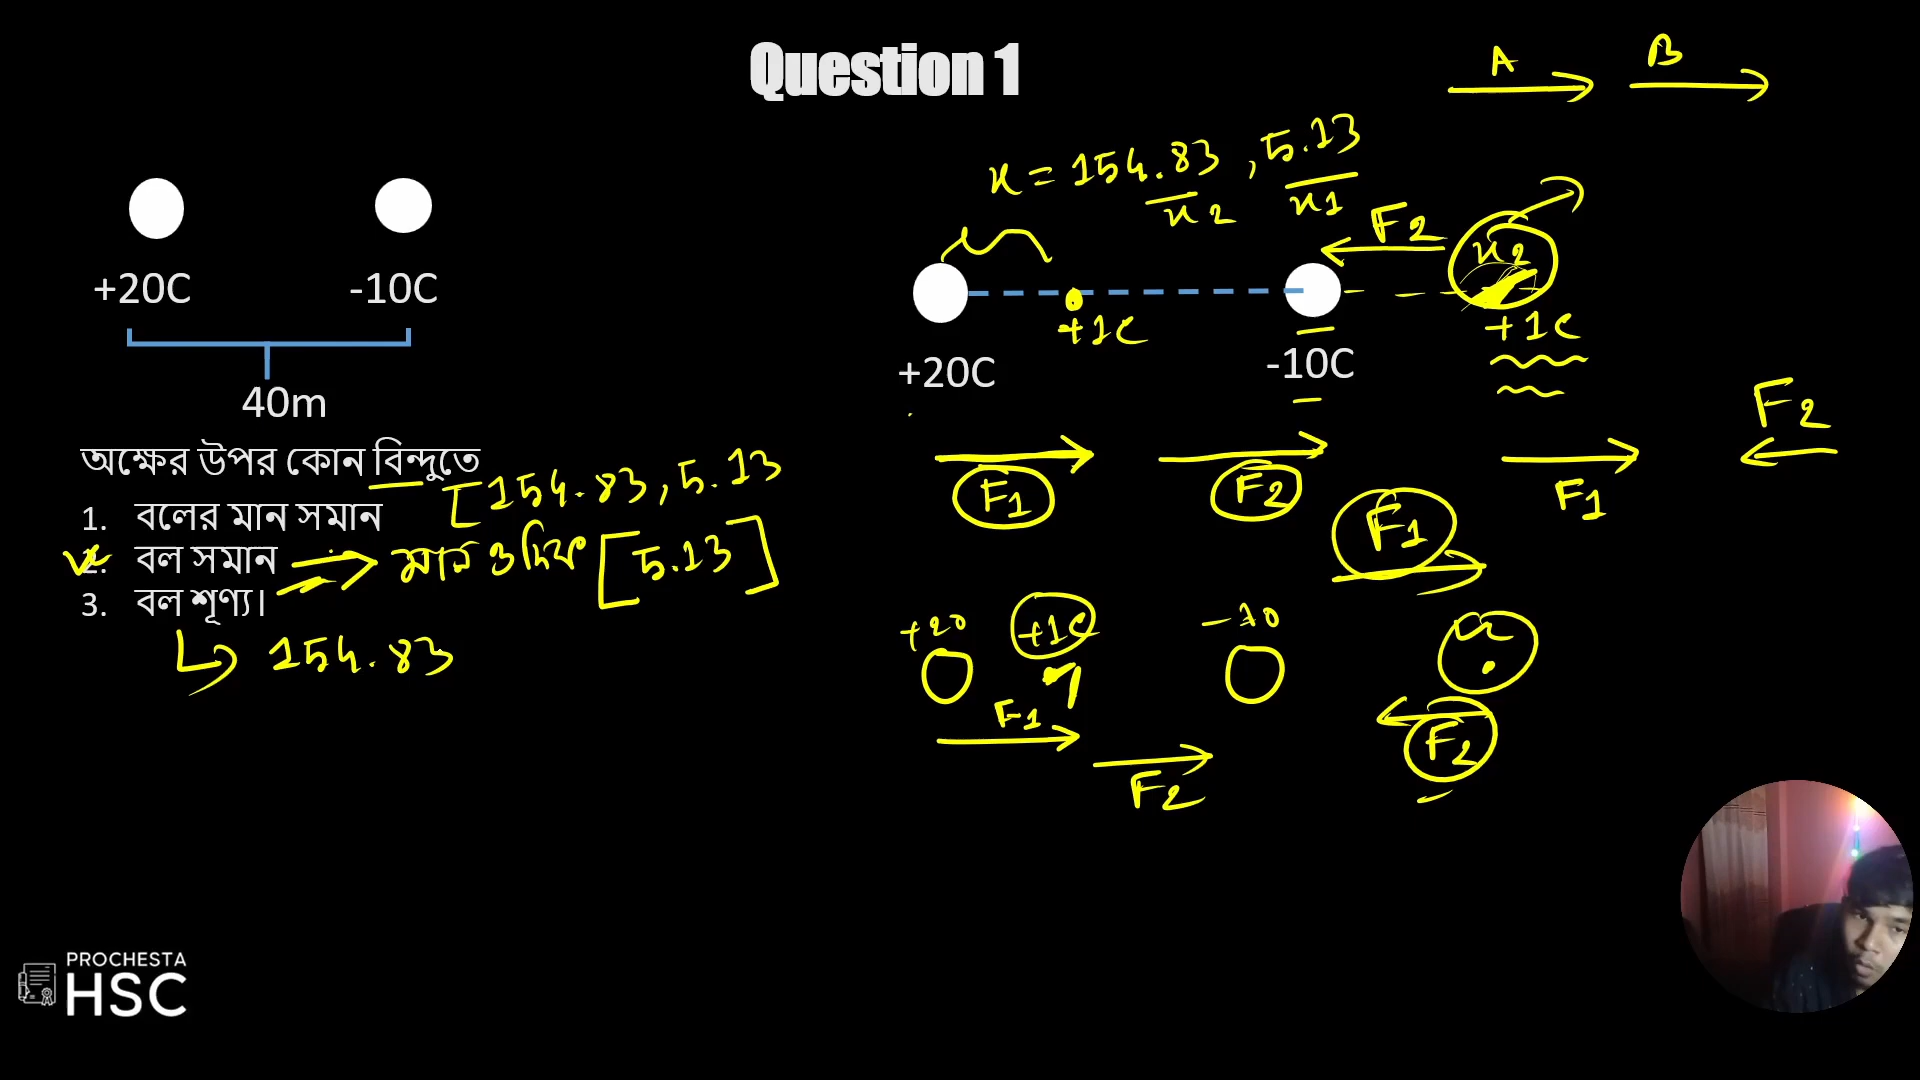 Question 1
A B
x = 154.83 , 5.13
x2 x1
F2
x2
+20C -10C
+1C +1C
+20C -10C
40m
F2
অক্ষের উপর কোন বিন্দুতে
[154.83, 5.13
1. বলের মান সমান
F1 F2 F1 F1
2. বল সমান → মান ও দিক [5.13]
3. বল শূণ্য।
+20 +1C -10
154.83
F1
F2 F2
PROCHESTA
HSC